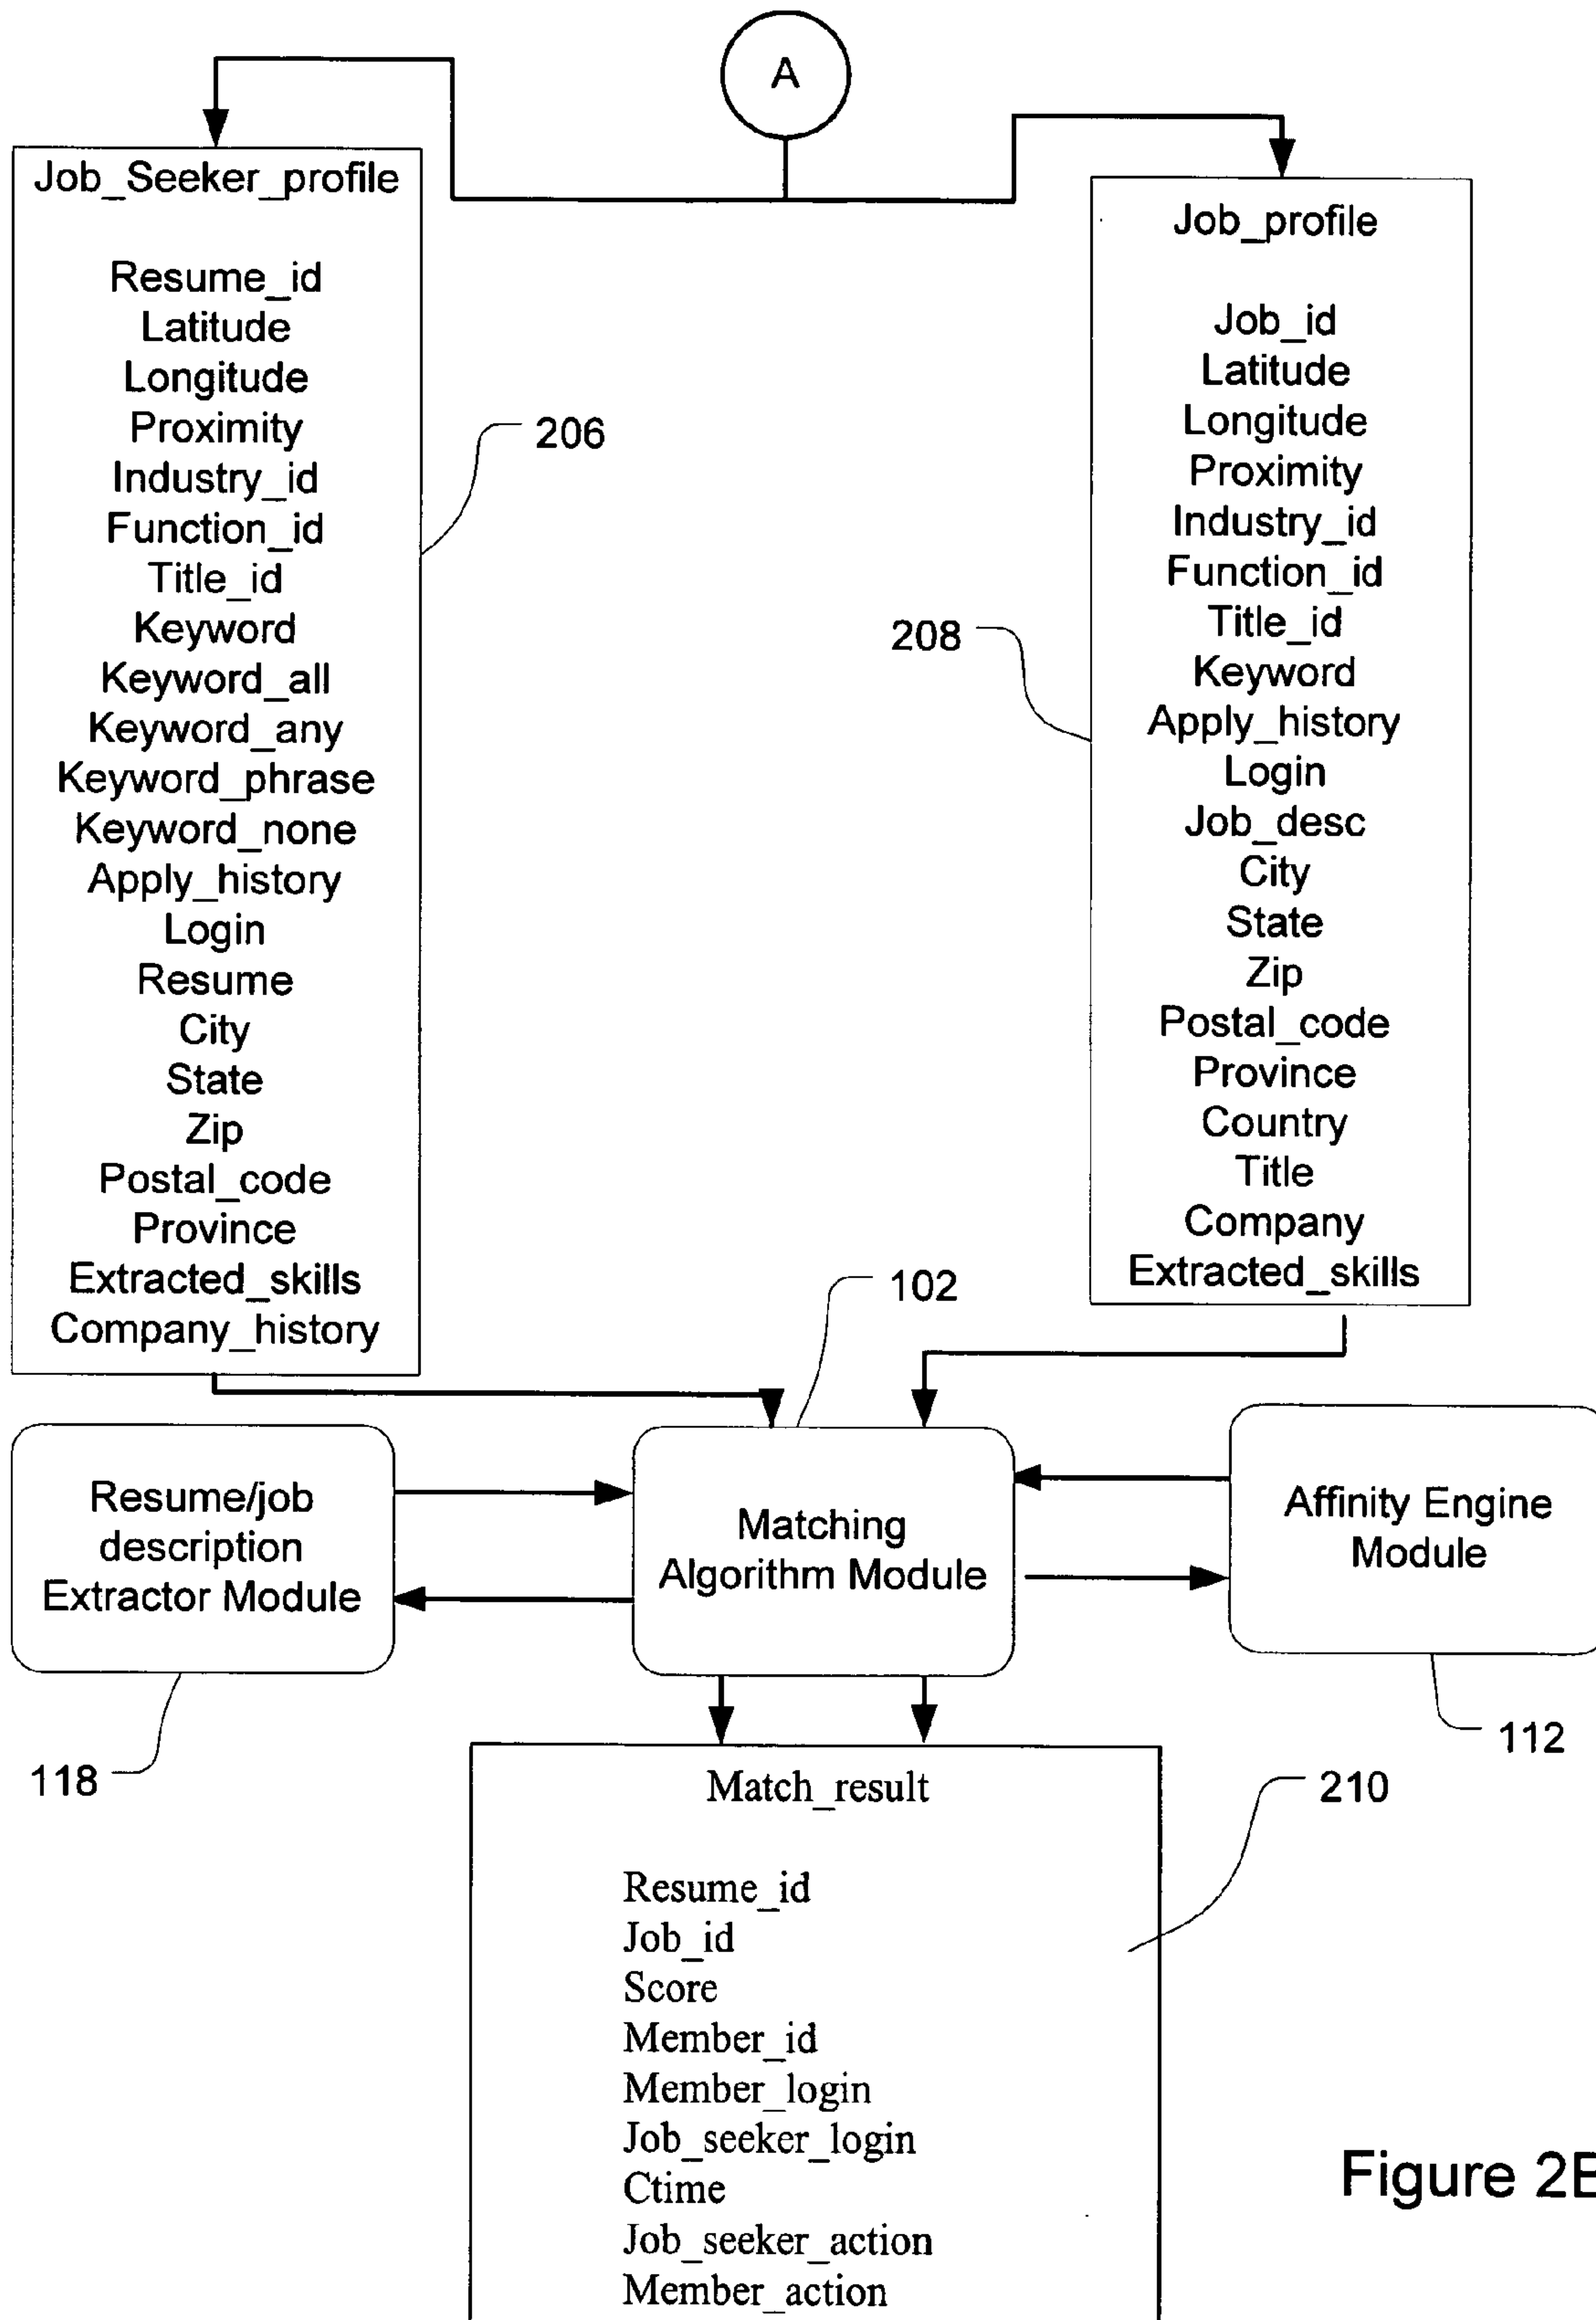 A
Job_Seeker_profile
Resume_id
Latitude
Longitude
Proximity
Industry_id
Function_id
Title_id
Keyword
Keyword_all
Keyword_any
Keyword_phrase
Keyword_none
Apply_history
Login
Resume
City
State
Zip
Postal_code
Province
Extracted_skills
Company_history
206
Job_profile
Job_id
Latitude
Longitude
Proximity
Industry_id
Function_id
Title_id
Keyword
Apply_history
Login
Job_desc
City
State
Zip
Postal_code
Province
Country
Title
Company
Extracted_skills
208
102
Resume/job
description
Extractor Module
118
Matching
Algorithm Module
Affinity Engine
Module
112
Match_result
Resume_id
Job_id
Score
Member_id
Member_login
Job_seeker_login
Ctime
Job_seeker_action
Member_action
210
Figure 2B